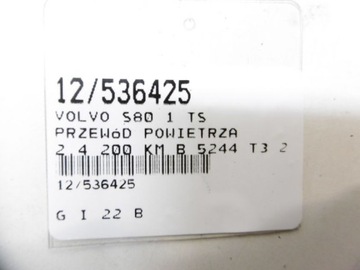 12/536425
VOLVO S80 1 TS
PRZEWÓD POWIETRZA
2 4 200 KM B 5244 T3 2
12/536425
G I 22 B